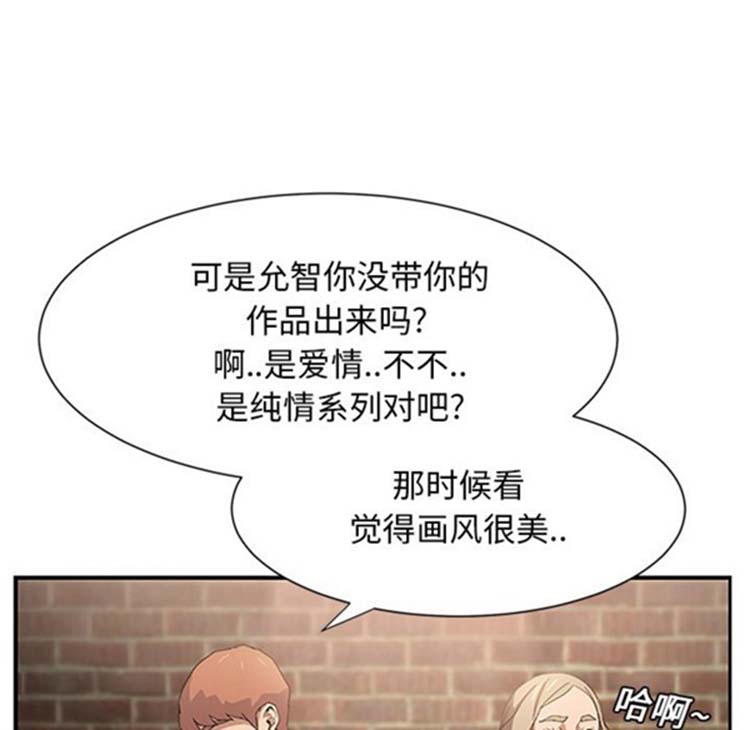 可是允智你没带你的
作品出来吗?
啊..是爱情..不不..
是纯情系列对吧?
那时候看
觉得画风很美..
哈啊~